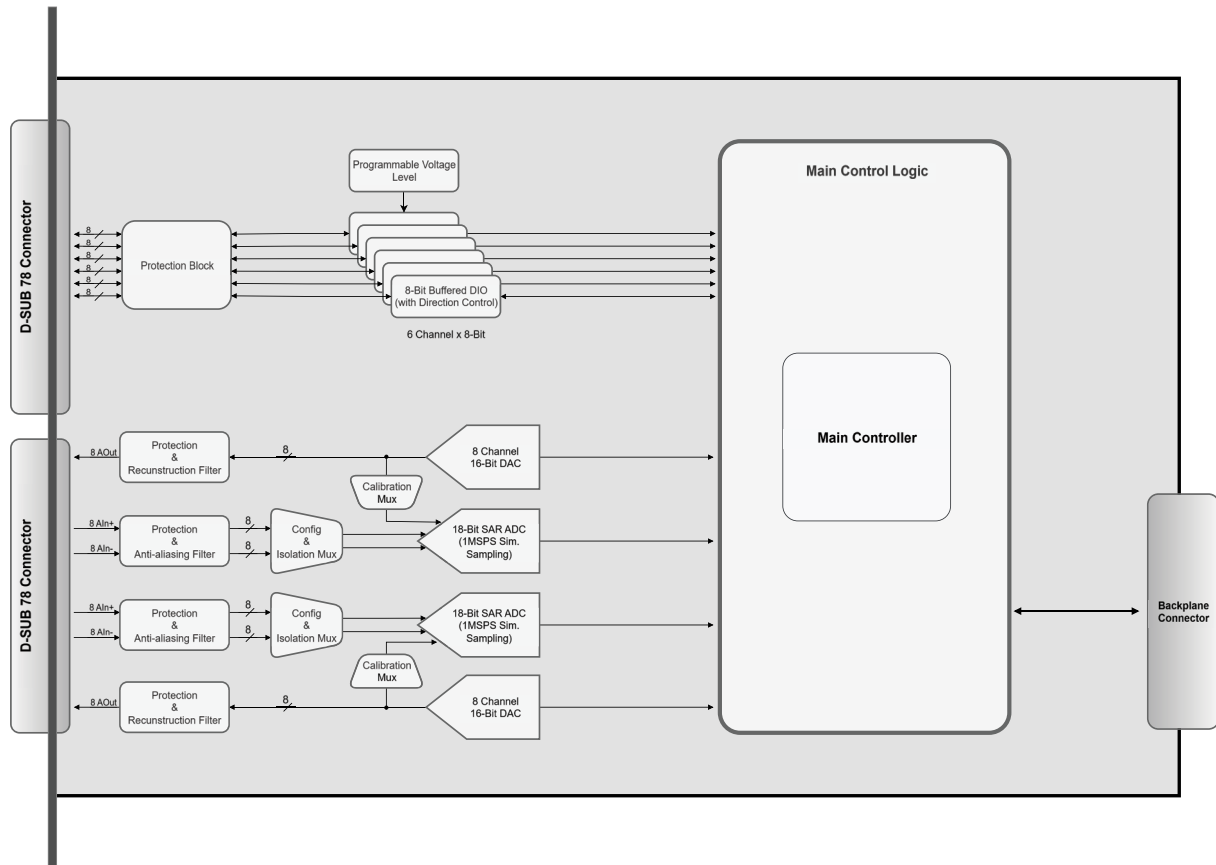 D-SUB 78 Connector
Programmable Voltage
Level
Main Control Logic
8
8
8
8
8
8
Protection Block
8-Bit Buffered DIO
(with Direction Control)
6 Channel x 8-Bit
Main Controller
D-SUB 78 Connector
8 AOut
Protection
&
Recunstruction Filter
8
8 Channel
16-Bit DAC
Calibration
Mux
8 AIn+
8 AIn-
Protection
&
Anti-aliasing Filter
8
8
Config
&
Isolation Mux
18-Bit SAR ADC
(1MSPS Sim.
Sampling)
8 AIn+
8 AIn-
Protection
&
Anti-aliasing Filter
8
8
Config
&
Isolation Mux
18-Bit SAR ADC
(1MSPS Sim.
Sampling)
Calibration
Mux
8 AOut
Protection
&
Recunstruction Filter
8
8 Channel
16-Bit DAC
Backplane
Connector